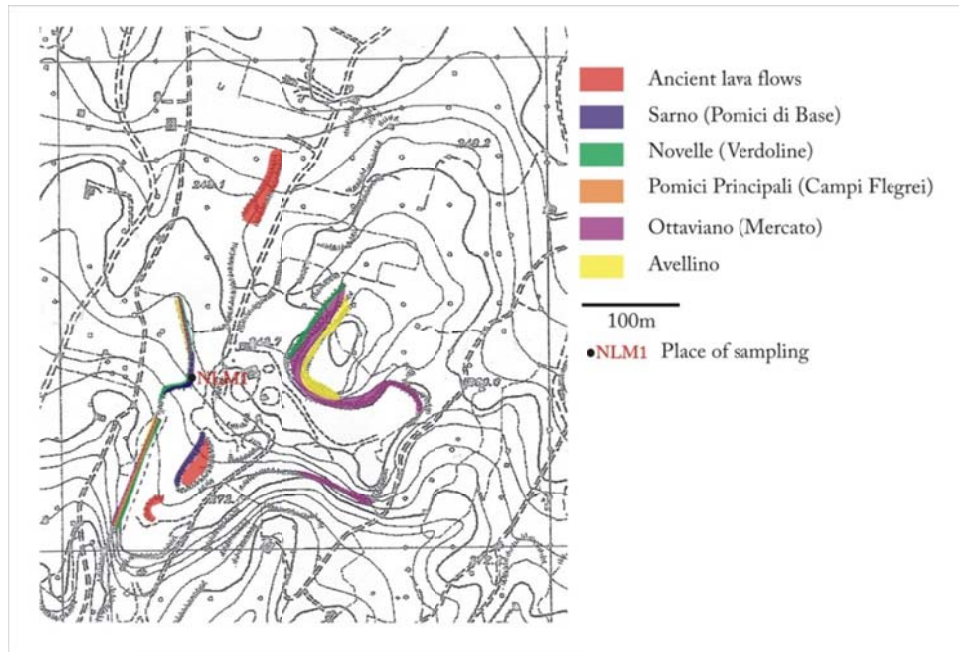 Ancient lava flows
Sarno (Pomici di Base)
Novelle (Verdoline)
Pomici Principali (Campi Flegrei)
Ottaviano (Mercato)
Avellino
100m
NLM1 Place of sampling
NLM1